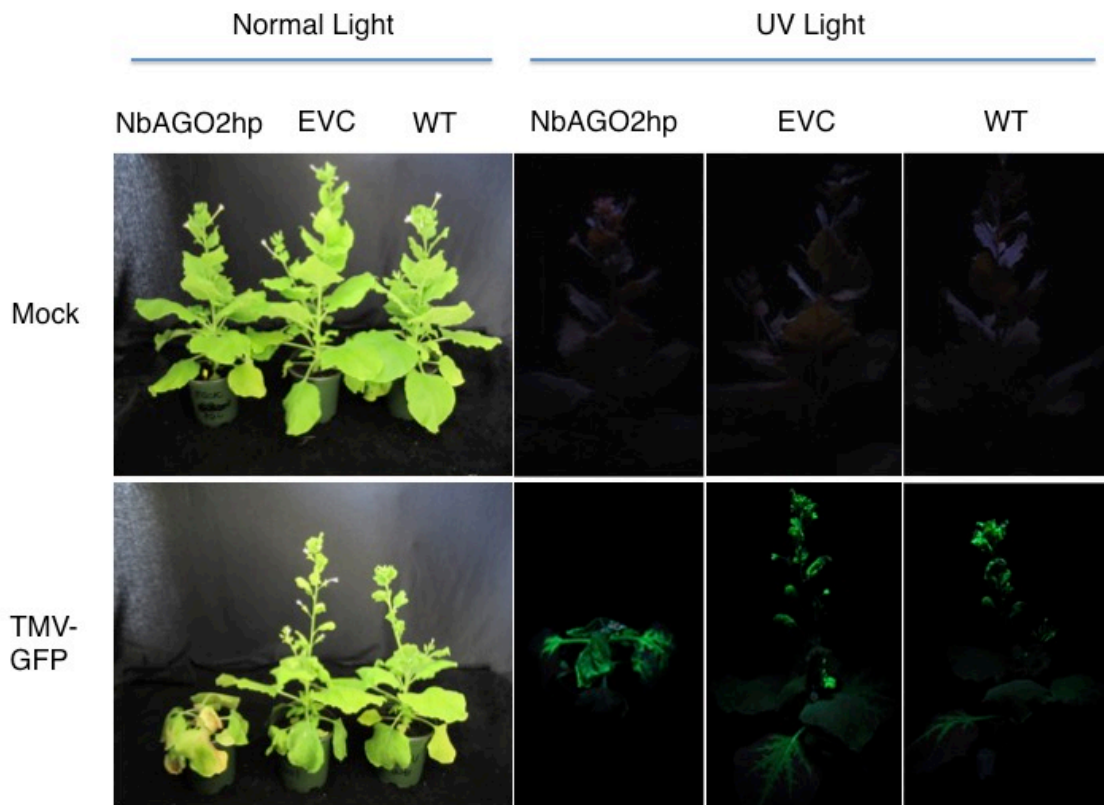 Normal Light
UV Light
NbAGO2hp
EVC
WT
NbAGO2hp
EVC
WT
Mock
TMV-
GFP